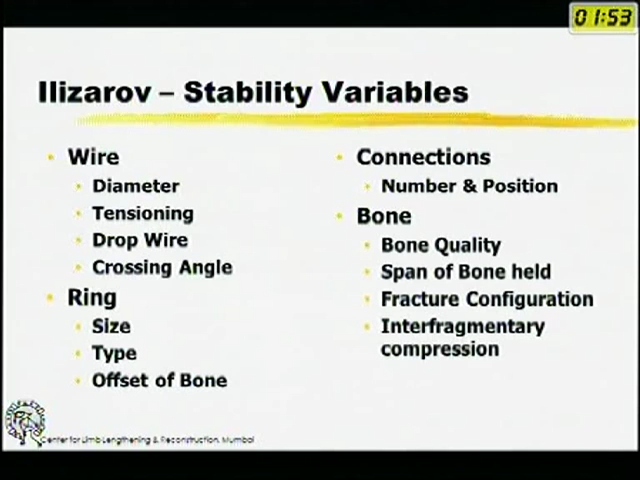 01:53
Ilizarov – Stability Variables
• Wire
• Diameter
• Tensioning
• Drop Wire
• Crossing Angle
• Ring
• Size
• Type
• Offset of Bone
• Connections
• Number & Position
• Bone
• Bone Quality
• Span of Bone held
• Fracture Configuration
• Interfragmentary
compression
Center for Limb Lengthening & Reconstruction, Mumbai